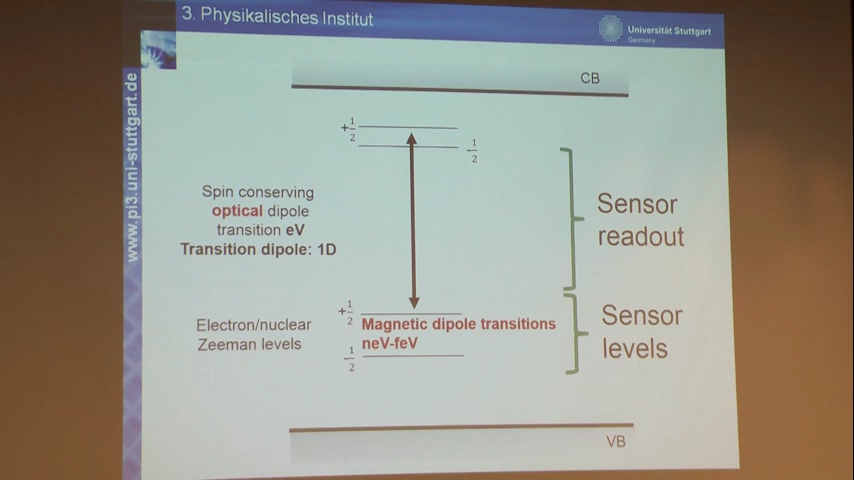 3. Physikalisches Institut
Universität Stuttgart
Germany
www.pi3.uni-stuttgart.de
CB
+1/2
-1/2
Spin conserving
optical dipole
transition eV
Transition dipole: 1D
Sensor
readout
Electron/nuclear
Zeeman levels
+1/2
-1/2
Magnetic dipole transitions
neV-feV
Sensor
levels
VB